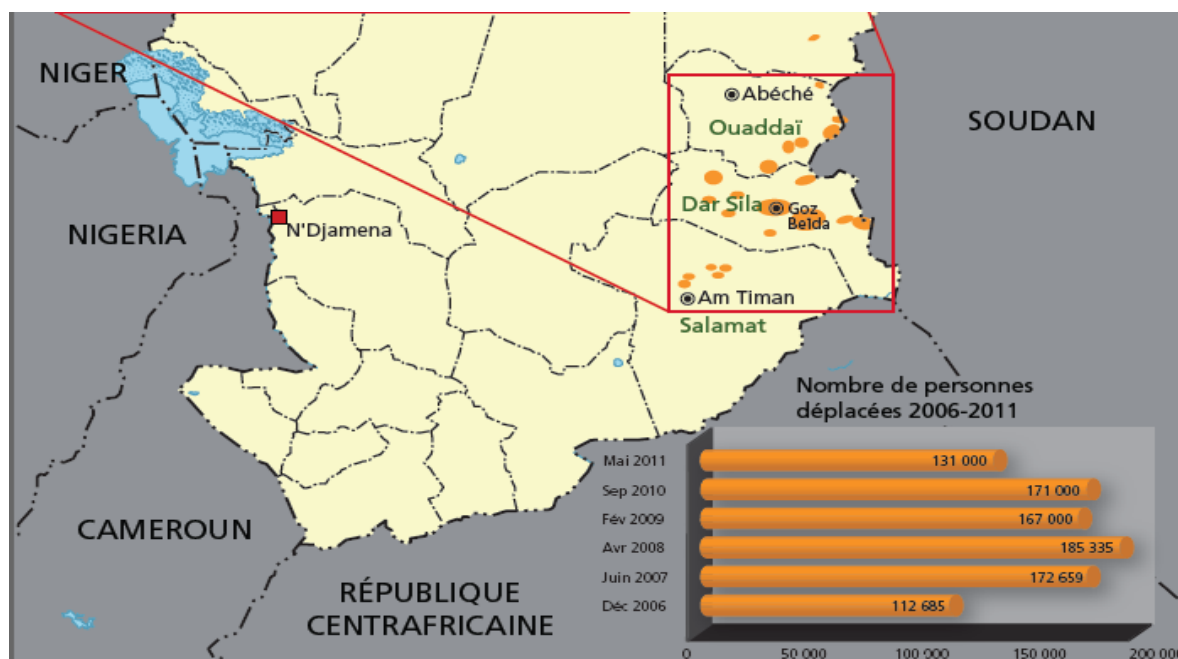 NIGER
Abéché
Ouaddaï
SOUDAN
Dar Sila
Goz
Beïda
NIGERIA
N'Djamena
Am Timan
Salamat
Nombre de personnes
déplacées 2006-2011
Mai 2011
131 000
Sep 2010
171 000
Fév 2009
167 000
Avr 2008
185 335
Juin 2007
172 659
Déc 2006
112 685
0
50 000
100 000
150 000
200 000
CAMEROUN
RÉPUBLIQUE
CENTRAFRICAINE